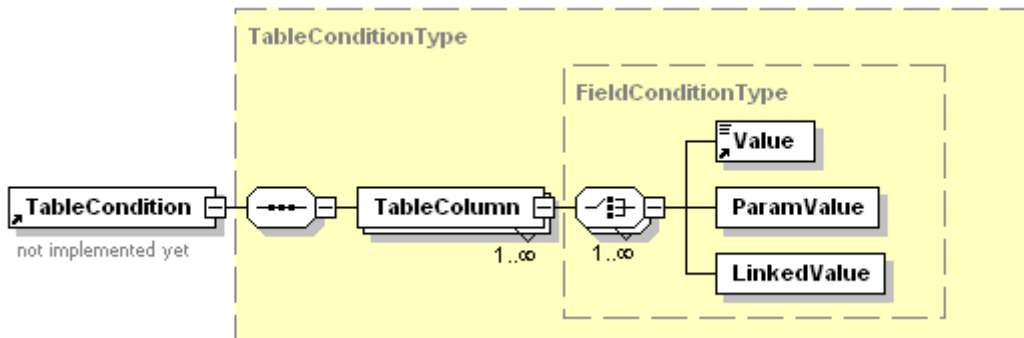 TableConditionType
FieldConditionType
Value
TableCondition
TableColumn
ParamValue
not implemented yet
1..∞
1..∞
LinkedValue